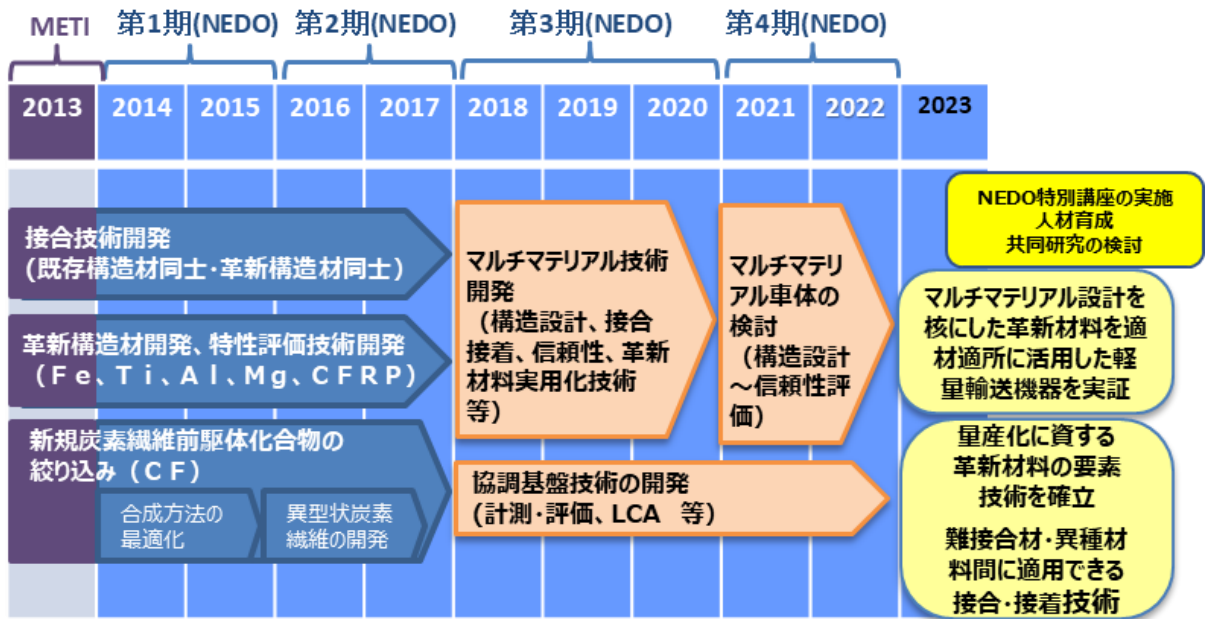 METI
第1期(NEDO)
第2期(NEDO)
第3期(NEDO)
第4期(NEDO)
2013
2014
2015
2016
2017
2018
2019
2020
2021
2022
2023
接合技術開発
(既存構造材同士・革新構造材同士)
革新構造材開発、特性評価技術開発
（Ｆｅ、Ｔｉ、Ａｌ、Ｍｇ、ＣＦＲＰ）
新規炭素繊維前駆体化合物の
絞り込み（ＣＦ）
合成方法の
最適化
異型状炭素
繊維の開発
マルチマテリアル技術
開発
（構造設計、接合
接着、信頼性、革新
材料実用化技術
等）
マルチマテリ
アル車体の
検討
（構造設計
～信頼性評
価）
協調基盤技術の開発
(計測・評価、LCA 等）
NEDO特別講座の実施
人材育成
共同研究の検討
マルチマテリアル設計を
核にした革新材料を適
材適所に活用した軽
量輸送機器を実証
量産化に資する
革新材料の要素
技術を確立
難接合材・異種材
料間に適用できる
接合・接着技術